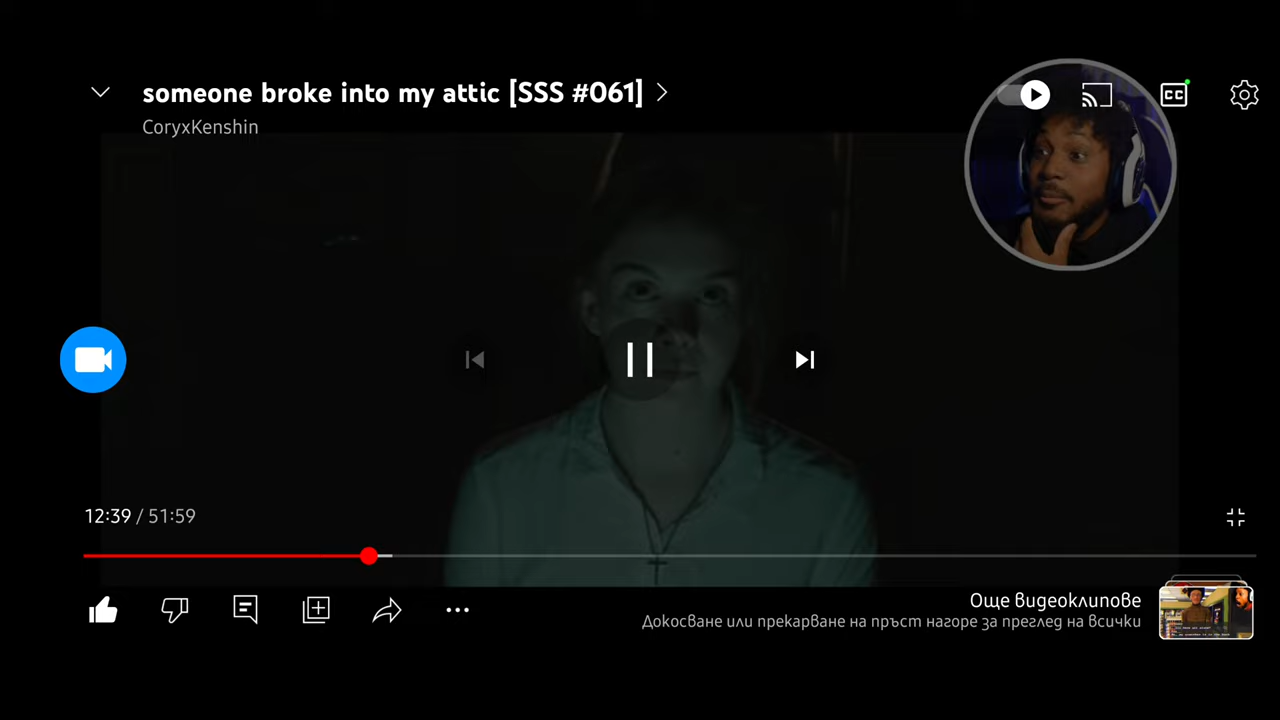 someone broke into my attic [SSS #061]
CoryxKenshin
CC
12:39 / 51:59
Още видеоклипове
Докосване или прекарване на пръст нагоре за преглед на всички